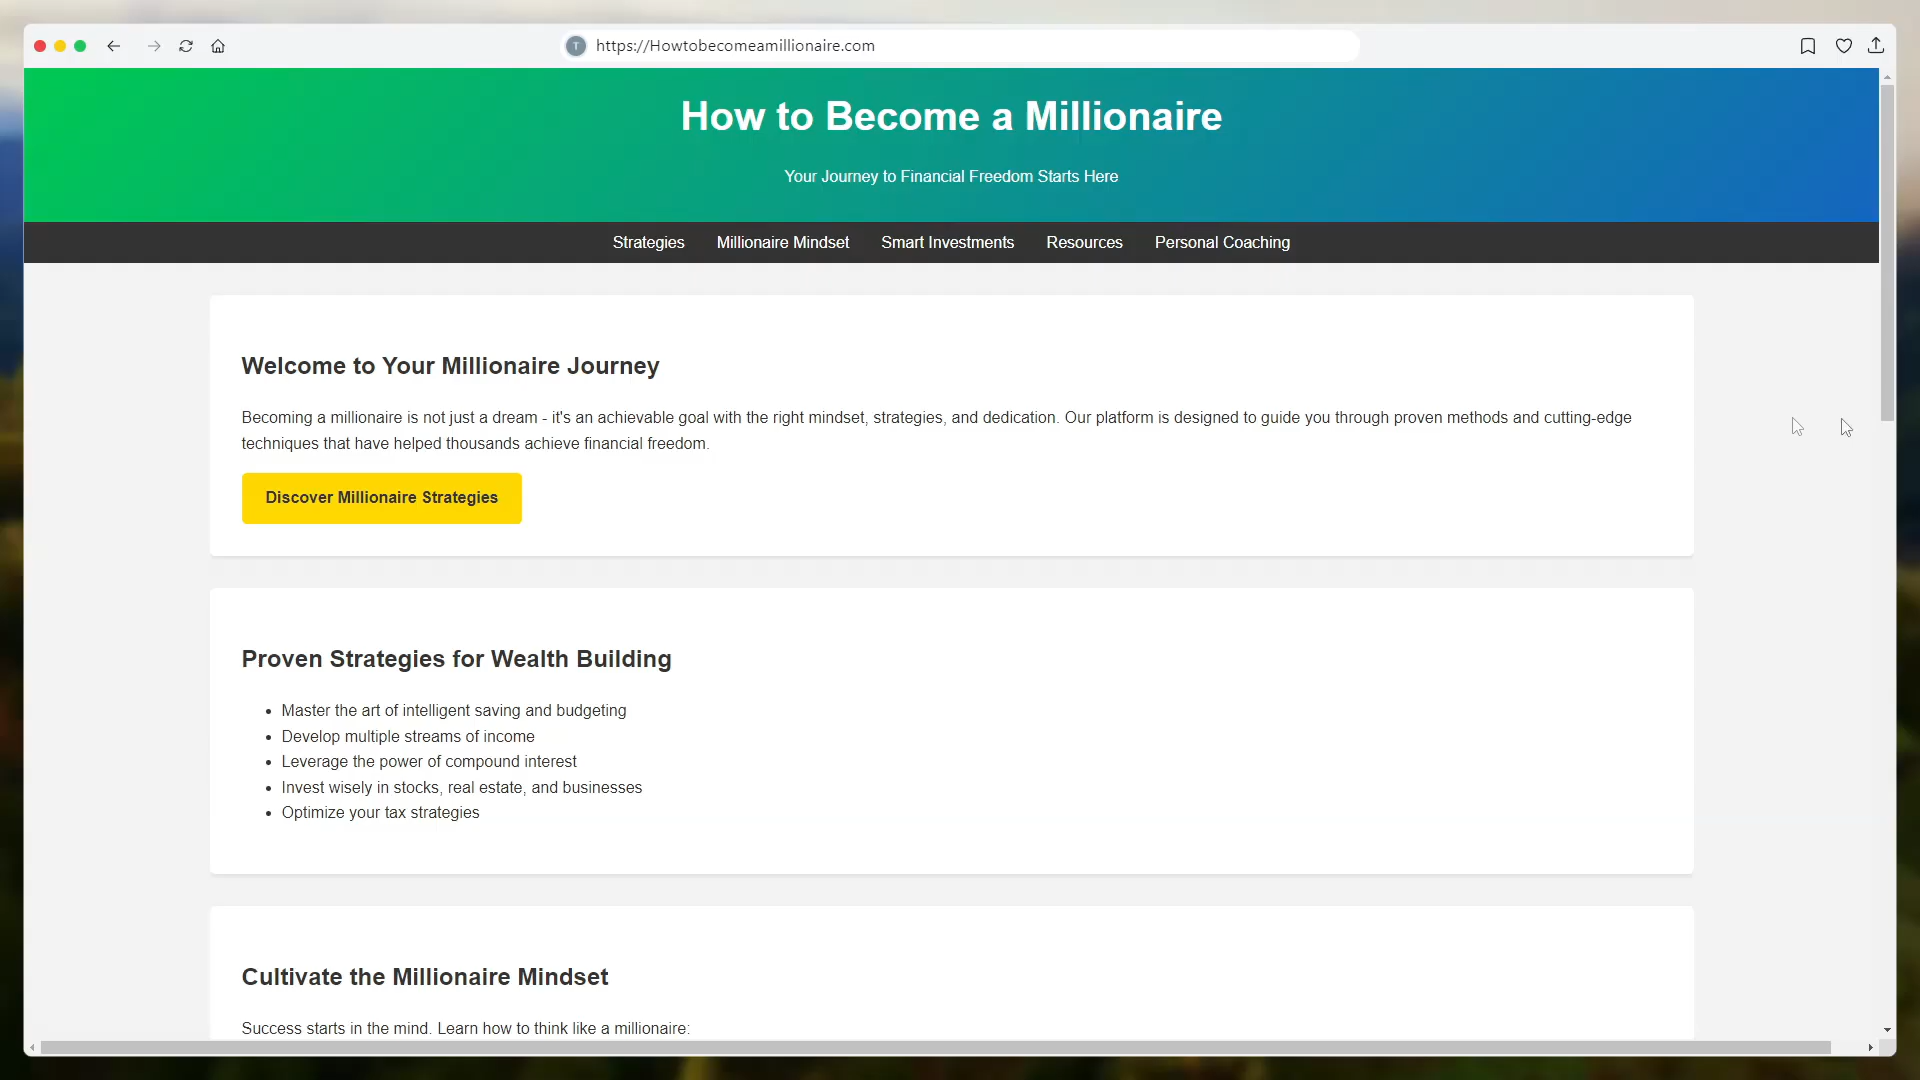 T https://Howtobecomeamillionaire.com
How to Become a Millionaire
Your Journey to Financial Freedom Starts Here
Strategies Millionaire Mindset Smart Investments Resources Personal Coaching
Welcome to Your Millionaire Journey
Becoming a millionaire is not just a dream - it's an achievable goal with the right mindset, strategies, and dedication. Our platform is designed to guide you through proven methods and cutting-edge
techniques that have helped thousands achieve financial freedom.
Discover Millionaire Strategies
Proven Strategies for Wealth Building
• Master the art of intelligent saving and budgeting
• Develop multiple streams of income
• Leverage the power of compound interest
• Invest wisely in stocks, real estate, and businesses
• Optimize your tax strategies
Cultivate the Millionaire Mindset
Success starts in the mind. Learn how to think like a millionaire: